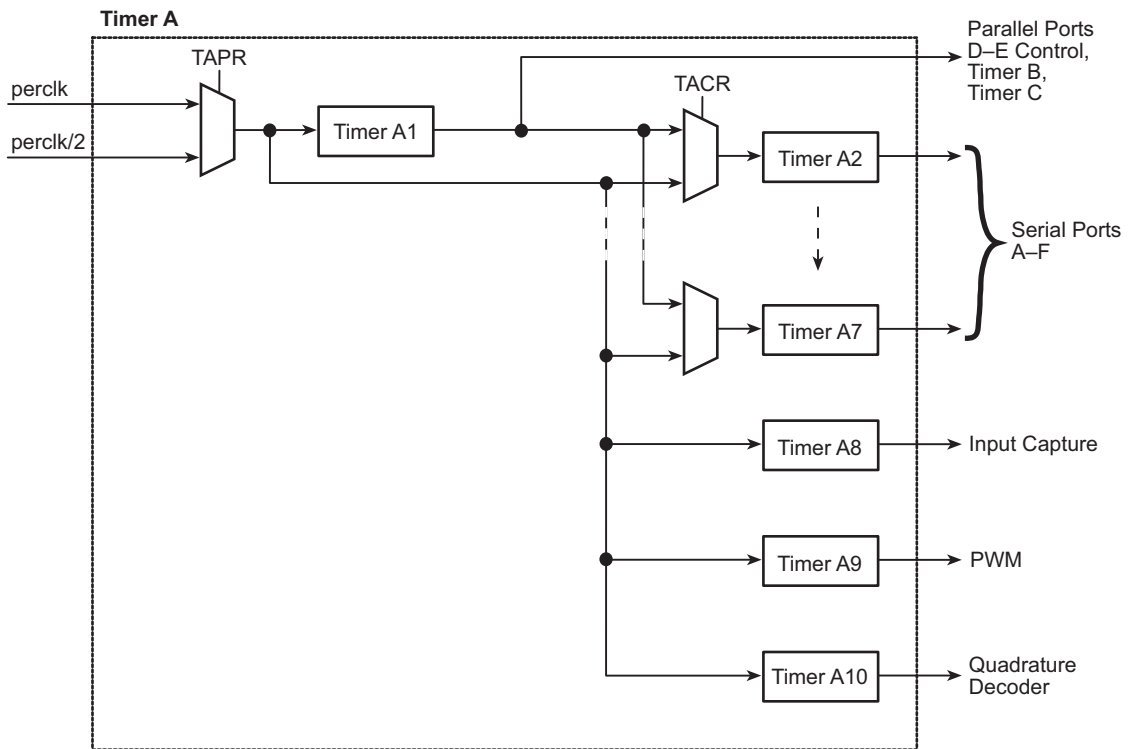 Timer A
Parallel Ports
D–E Control,
Timer B,
Timer C
TAPR
TACR
perclk
perclk/2
Timer A1
Timer A2
Serial Ports
A–F
Timer A7
Timer A8
Input Capture
Timer A9
PWM
Timer A10
Quadrature
Decoder